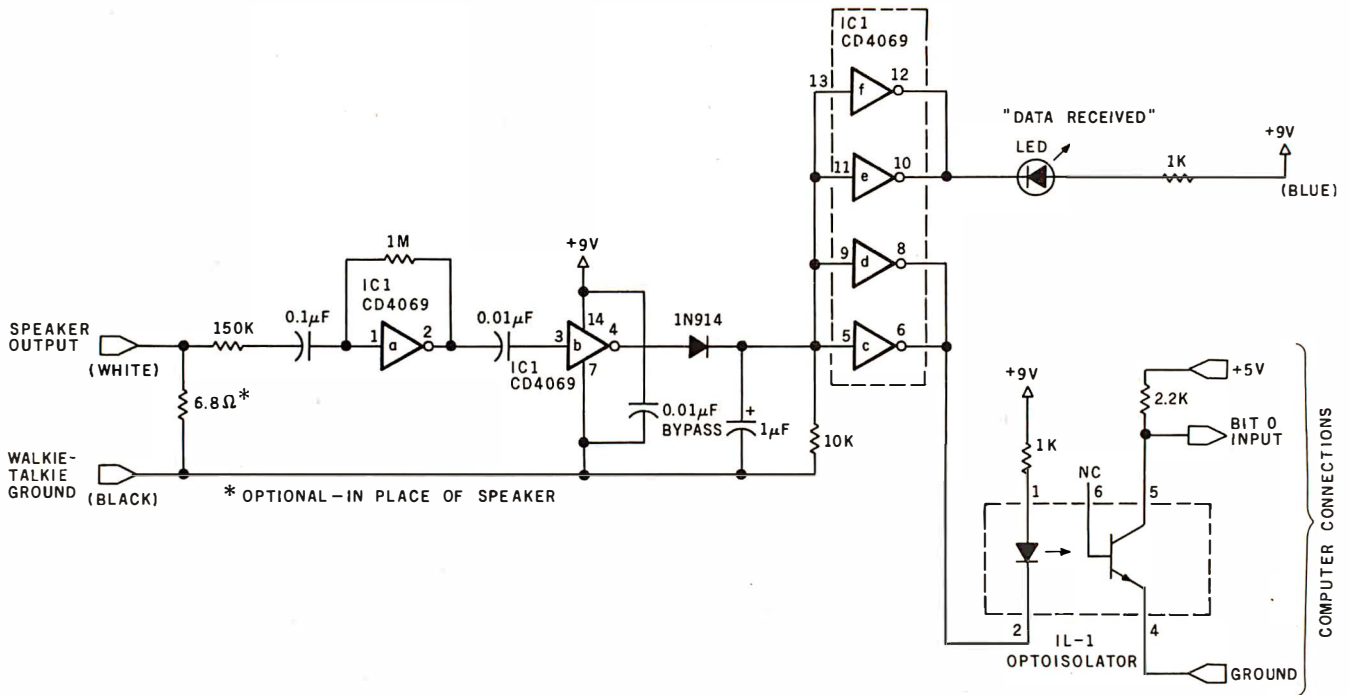 IC1
CD4069
13
f
12
"DATA RECEIVED"
LED
+9V
11
e
10
1K
(BLUE)
1M
+9V
9
d
8
IC1
CD4069
SPEAKER
OUTPUT
(WHITE)
150K
0.1µF
1
a
2
0.01µF
3
b
14
4
7
IC1
CD4069
1N914
5
c
6
6.8Ω*
0.01µF
BYPASS
+
1µF
10K
+9V
+5V
2.2K
BIT 0
INPUT
1K
WALKIE-
TALKIE
GROUND
(BLACK)
* OPTIONAL-IN PLACE OF SPEAKER
NC
1
6
5
2
4
IL-1
OPTOISOLATOR
GROUND
COMPUTER CONNECTIONS